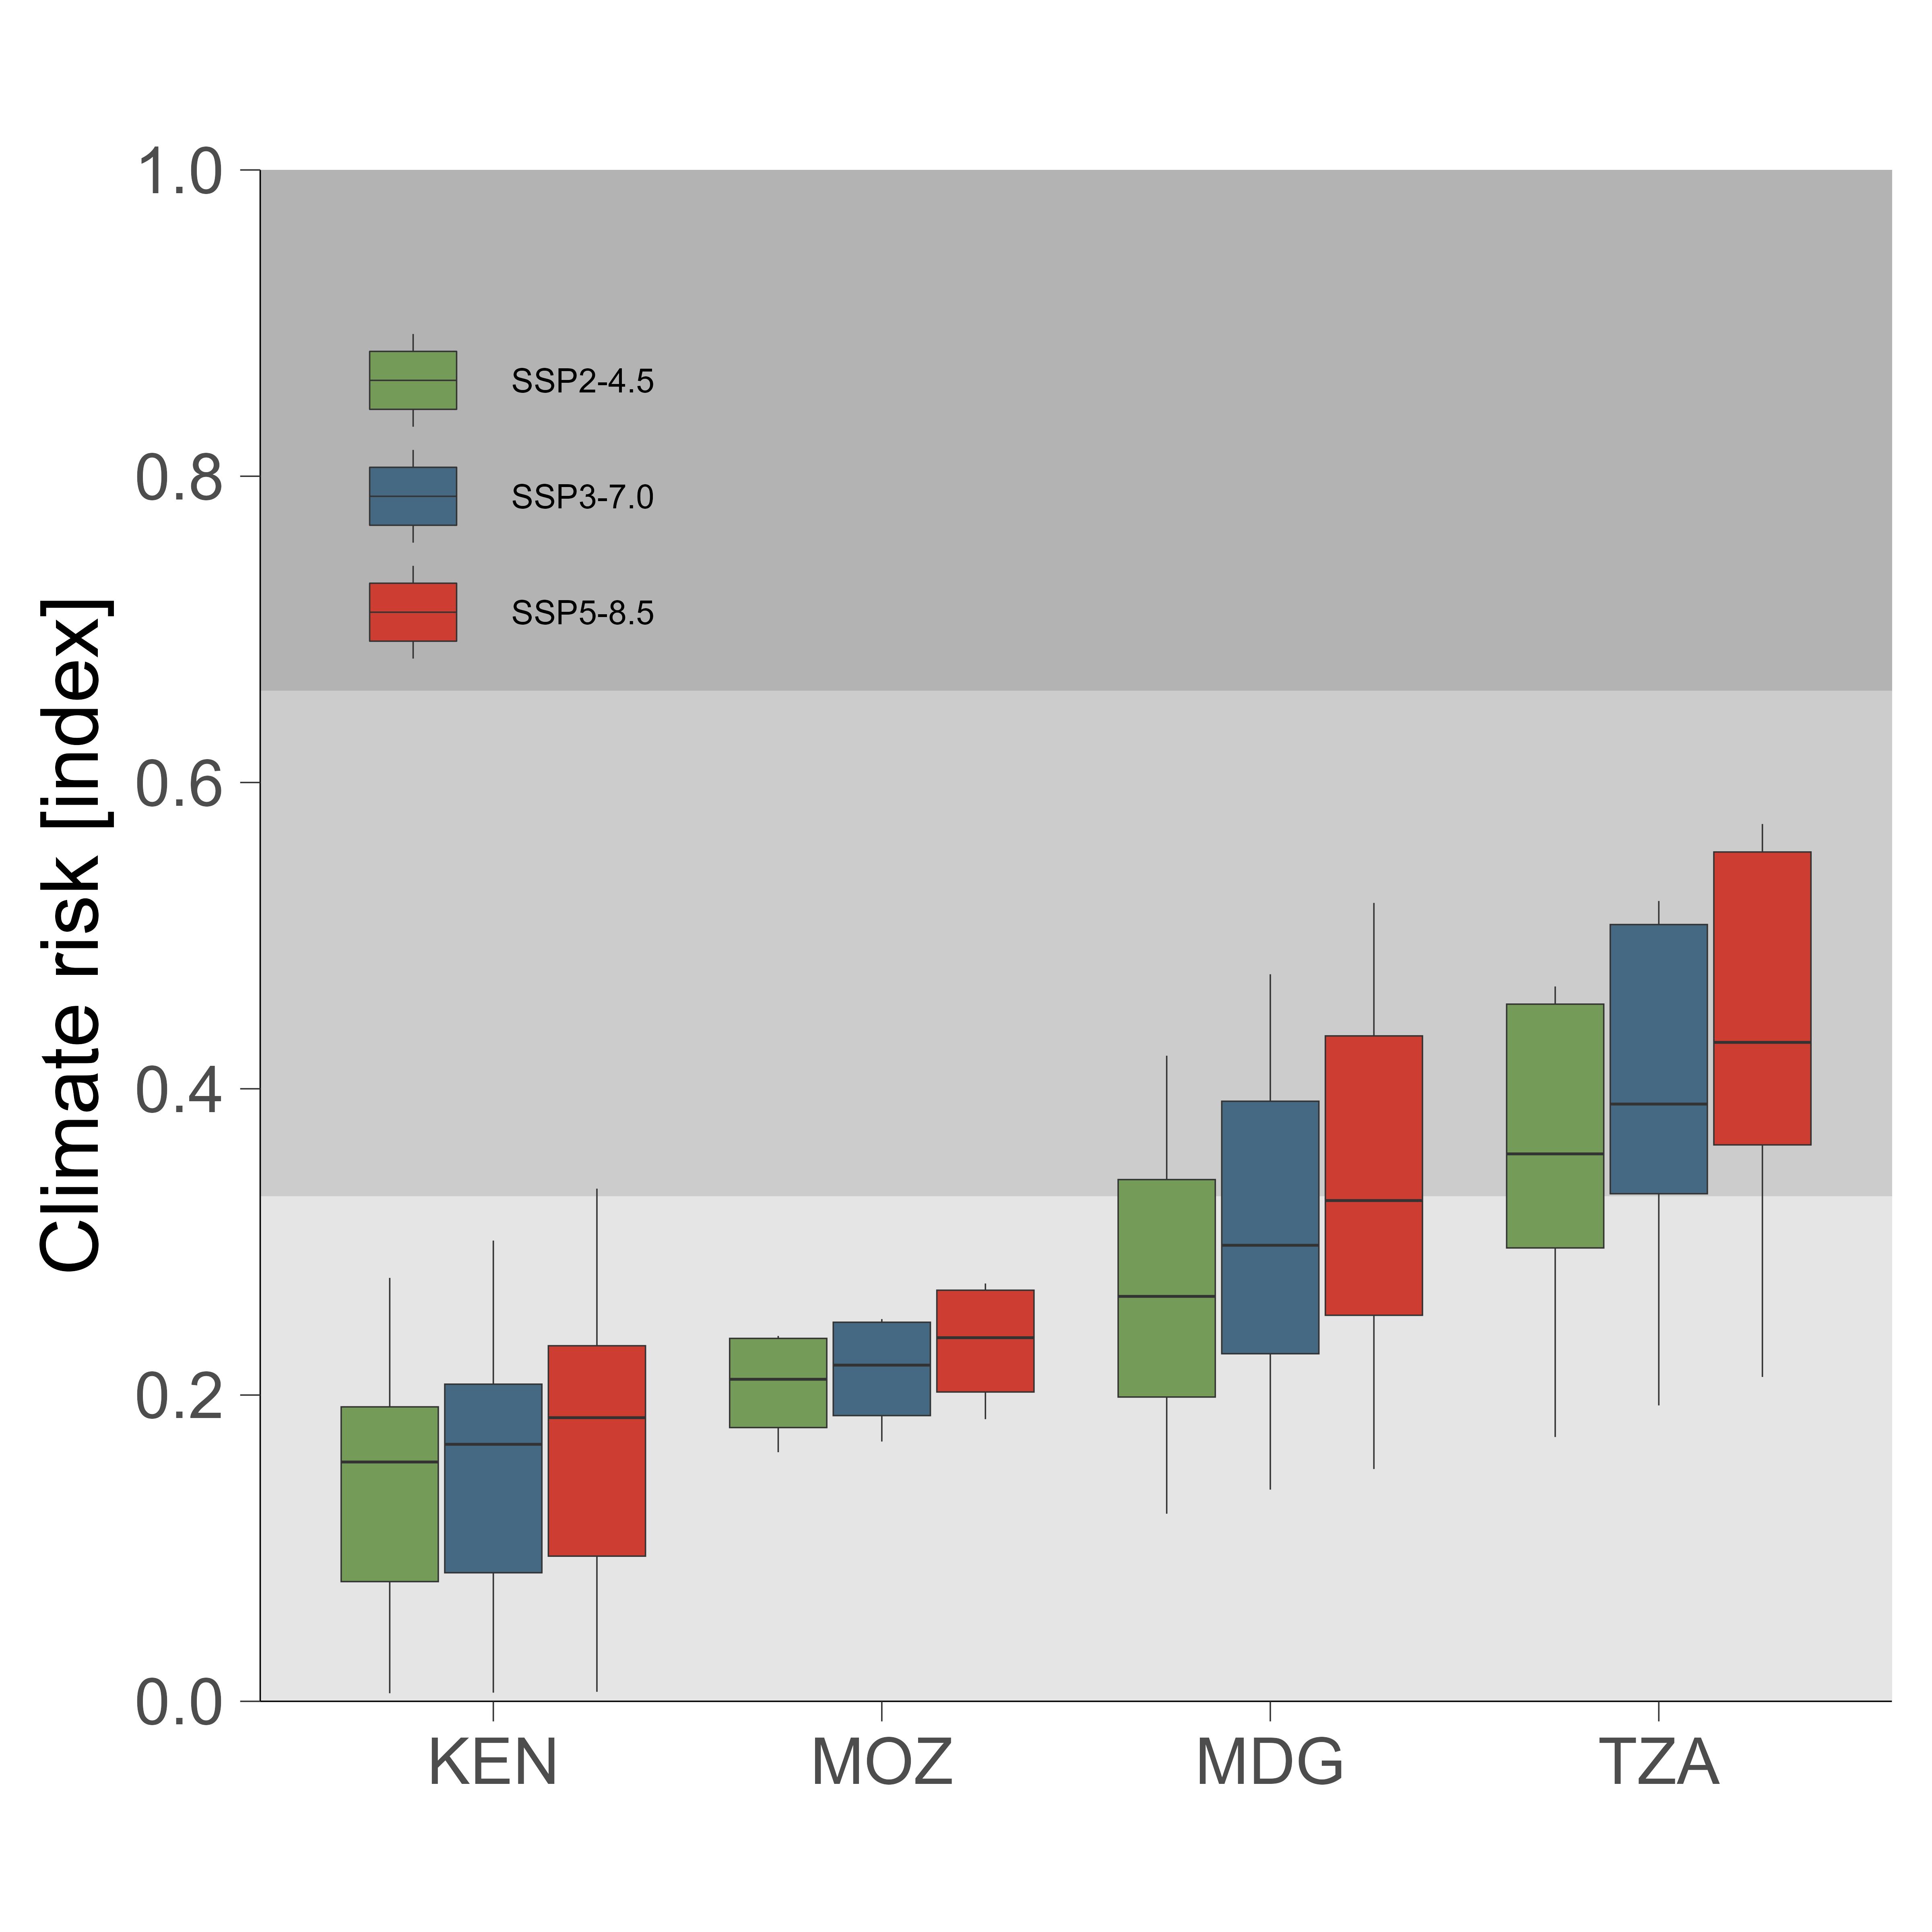 1.0
0.8
0.6
0.4
0.2
0.0
Climate risk [index]
SSP2-4.5
SSP3-7.0
SSP5-8.5
KEN MOZ MDG TZA